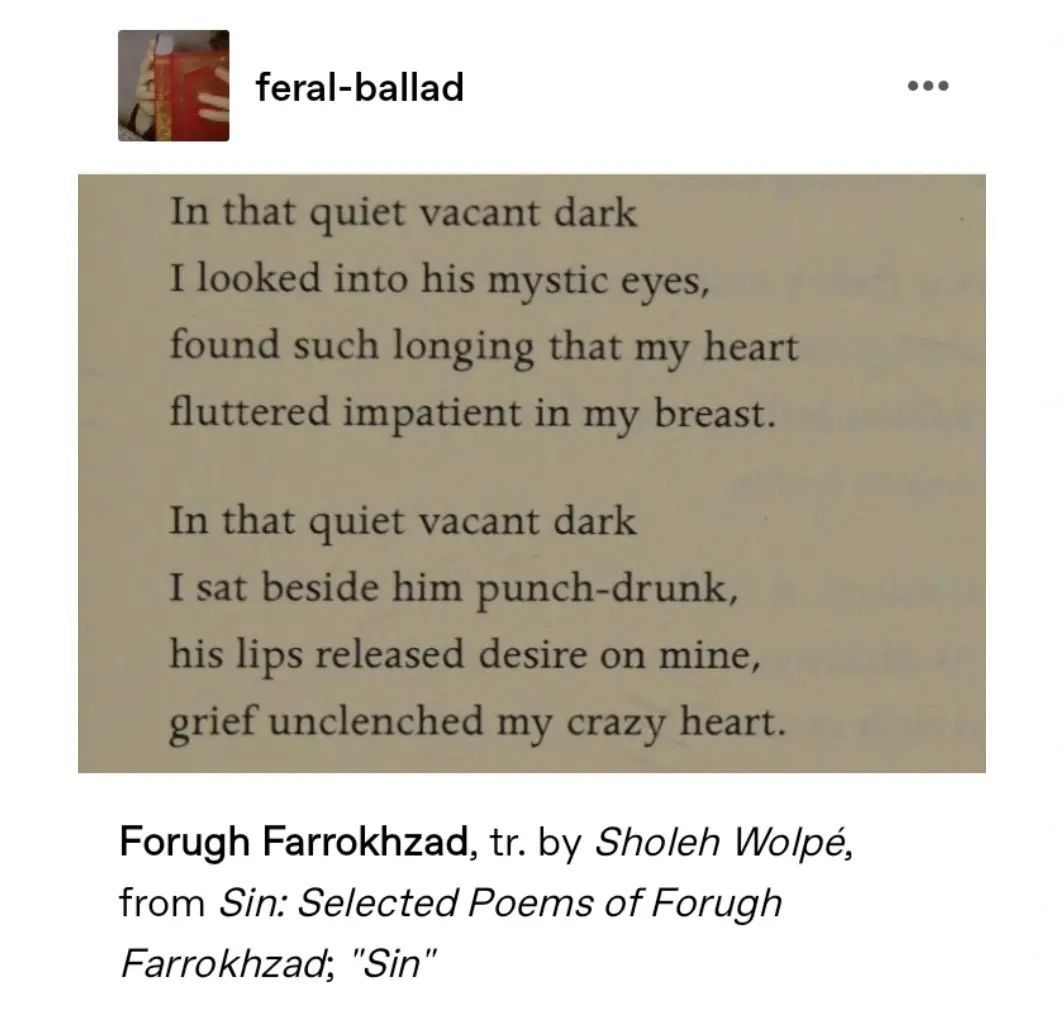 feral-ballad
In that quiet vacant dark
I looked into his mystic eyes,
found such longing that my heart
fluttered impatient in my breast.
In that quiet vacant dark
I sat beside him punch-drunk,
his lips released desire on mine,
grief unclenched my crazy heart.
Forugh Farrokhzad, tr. by Sholeh Wolpé,
from Sin: Selected Poems of Forugh
Farrokhzad; "Sin"